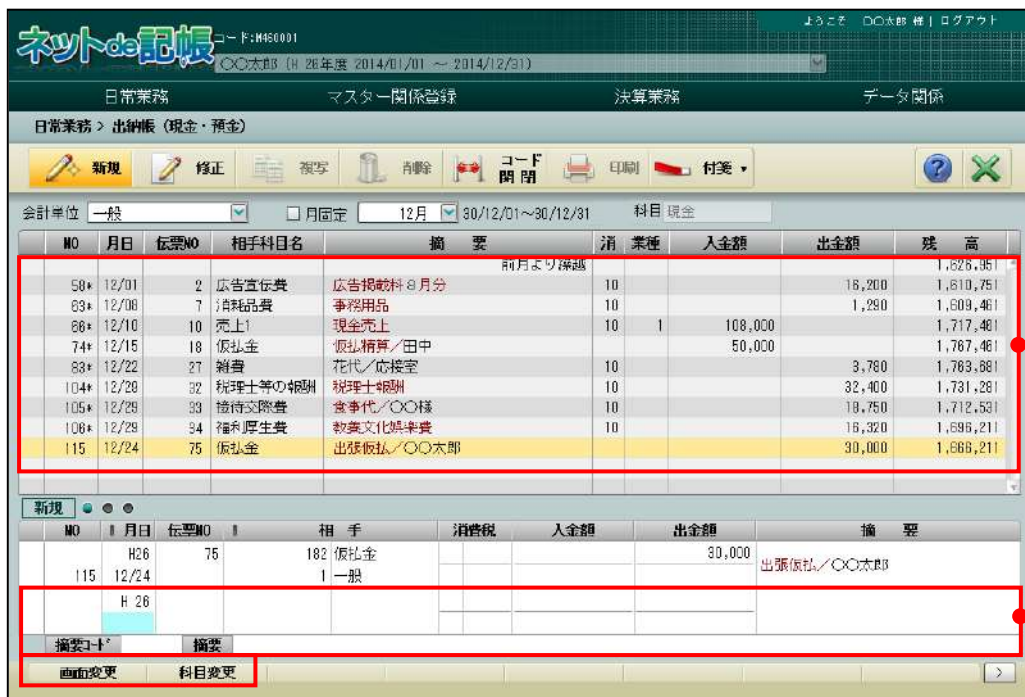 ようこそ 〇〇太郎 様 | ログアウト
ネットde記帳 コード:M460001
〇〇太郎 (H 26年度 2014/01/01 ～ 2014/12/31)
日常業務 マスター関係登録 決算業務 データ関係
日常業務 > 出納帳 (現金・預金)
新規 修正 複写 削除 コード開閉 印刷 付箋
会計単位 一般 月固定 12月 30/12/01～30/12/31 科目 現金
NO 月日 伝票NO 相手科目名 摘 要 消 業種 入金額 出金額 残 高
前月より繰越 1,626,951
58* 12/01 2 広告宣伝費 広告掲載料8月分 10 16,200 1,610,751
63* 12/08 7 消耗品費 事務用品 10 1,290 1,609,461
66* 12/10 10 売上1 現金売上 10 1 108,000 1,717,461
74* 12/15 18 仮払金 仮払精算/田中 50,000 1,767,461
83* 12/22 27 雑費 花代/応接室 10 3,780 1,763,681
104* 12/29 32 税理士等の報酬 税理士報酬 10 32,400 1,731,281
105* 12/29 33 接待交際費 食事代/〇〇様 10 18,750 1,712,531
106* 12/29 34 福利厚生費 教養文化娯楽費 10 16,320 1,696,211
115 12/24 75 仮払金 出張仮払/〇〇太郎 30,000 1,666,211
新規
NO 月日 伝票NO 相 手 消費税 入金額 出金額 摘 要
H26 75 182 仮払金 30,000 出張仮払/〇〇太郎
115 12/24 1 一般
H 26
摘要コード 摘要
画面変更 科目変更